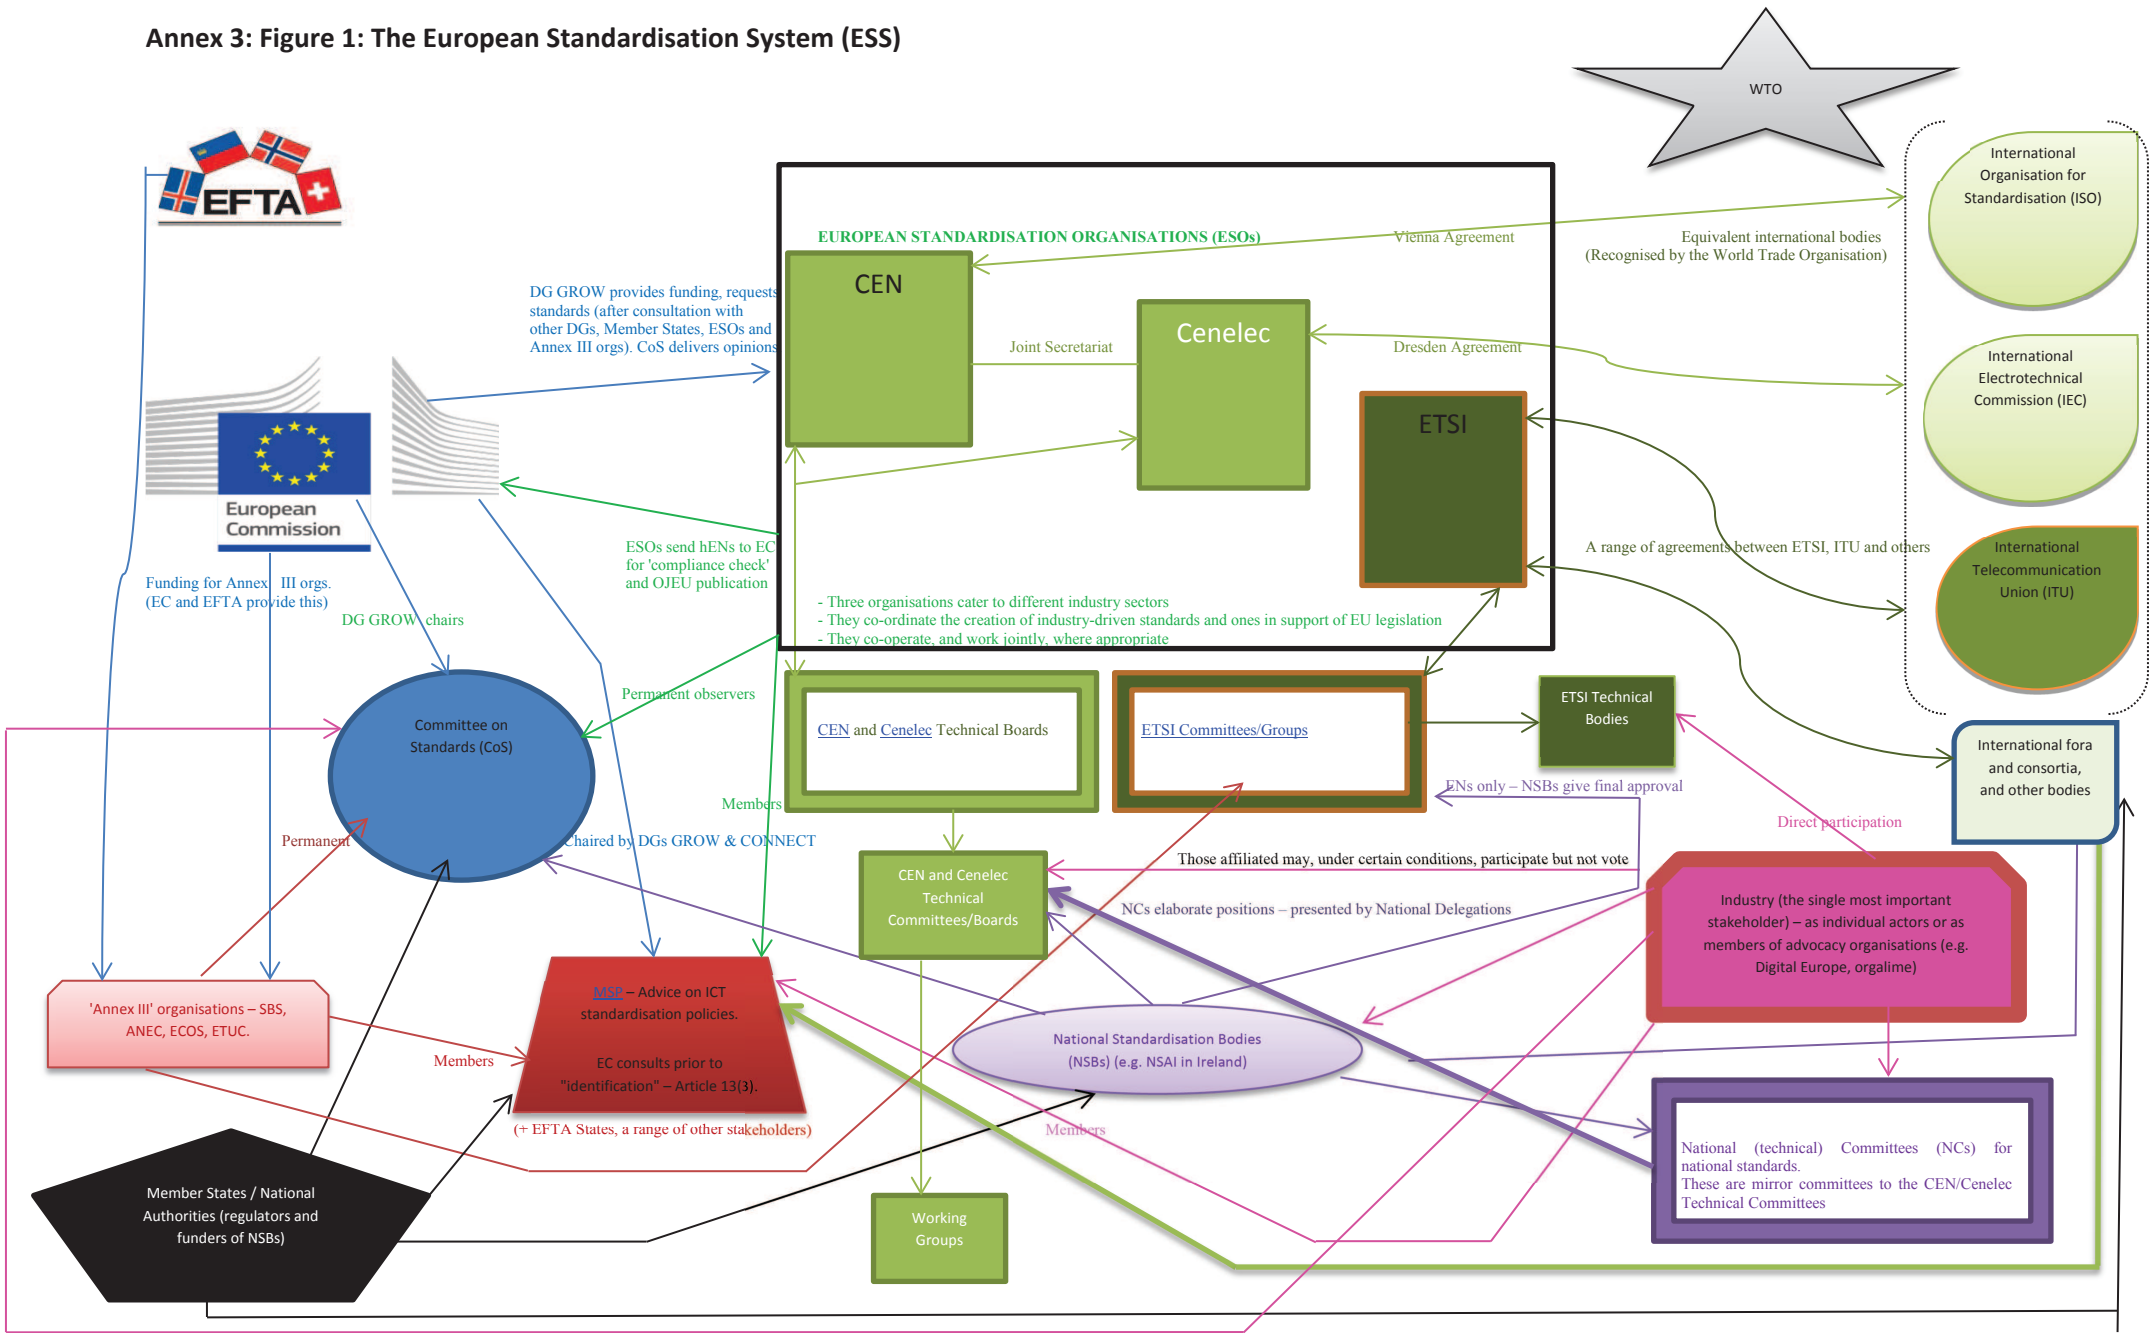 Annex 3: Figure 1: The European Standardisation System (ESS)
WTO
EFTA
International
Organisation for
Standardisation (ISO)
EUROPEAN STANDARDISATION ORGANISATIONS (ESOs)
Vienna Agreement
Equivalent international bodies
(Recognised by the World Trade Organisation)
CEN
DG GROW provides funding, requests
standards (after consultation with
other DGs, Member States, ESOs and
Annex III orgs). CoS delivers opinions
Cenelec
Joint Secretariat
Dresden Agreement
International
Electrotechnical
Commission (IEC)
ETSI
European
Commission
ESOs send hENs to EC
for 'compliance check'
and OJEU publication
A range of agreements between ETSI, ITU and others
International
Telecommunication
Union (ITU)
Funding for Annex III orgs.
(EC and EFTA provide this)
DG GROW chairs
- Three organisations cater to different industry sectors
- They co-ordinate the creation of industry-driven standards and ones in support of EU legislation
- They co-operate, and work jointly, where appropriate
Permanent observers
Committee on
Standards (CoS)
CEN and Cenelec Technical Boards
ETSI Committees/Groups
ETSI Technical
Bodies
International fora
and consortia,
and other bodies
ENs only – NSBs give final approval
Members
Direct participation
Permanent
Chaired by DGs GROW & CONNECT
Those affiliated may, under certain conditions, participate but not vote
CEN and Cenelec
Technical
Committees/Boards
NCs elaborate positions – presented by National Delegations
Industry (the single most important
stakeholder) – as individual actors or as
members of advocacy organisations (e.g.
Digital Europe, orgalime)
'Annex III' organisations – SBS,
ANEC, ECOS, ETUC.
MSP – Advice on ICT
standardisation policies.
EC consults prior to
"identification" – Article 13(3).
Members
National Standardisation Bodies
(NSBs) (e.g. NSAI in Ireland)
(+ EFTA States, a range of other stakeholders)
Members
National (technical) Committees (NCs) for
national standards.
These are mirror committees to the CEN/Cenelec
Technical Committees
Member States / National
Authorities (regulators and
funders of NSBs)
Working
Groups